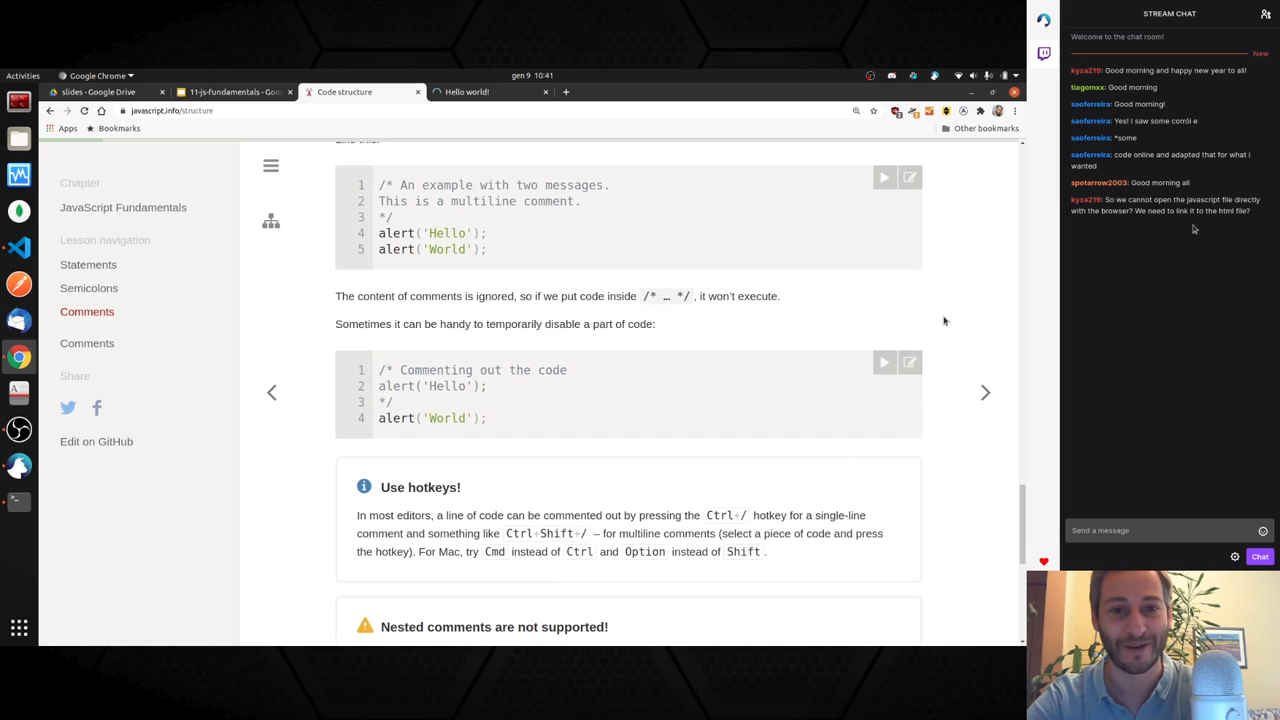 Activities
Google Chrome
gen 9 10:41
slides - Google Drive
11-js-fundamentals - Goo
Code structure
Hello world!
javascript.info/structure
Apps
Bookmarks
Other bookmarks
Chapter
JavaScript Fundamentals
Lesson navigation
Statements
Semicolons
Comments
Comments
Share
Edit on GitHub
1 /* An example with two messages.
2 This is a multiline comment.
3 */
4 alert('Hello');
5 alert('World');
The content of comments is ignored, so if we put code inside /* … */, it won't execute.
Sometimes it can be handy to temporarily disable a part of code:
1 /* Commenting out the code
2 alert('Hello');
3 */
4 alert('World');
Use hotkeys!
In most editors, a line of code can be commented out by pressing the Ctrl+/ hotkey for a single-line
comment and something like Ctrl+Shift+/ – for multiline comments (select a piece of code and press
the hotkey). For Mac, try Cmd instead of Ctrl and Option instead of Shift.
Nested comments are not supported!
STREAM CHAT
Welcome to the chat room!
New
kyza219: Good morning and happy new year to all!
tiagomxx: Good morning
saoferreira: Good morning!
saoferreira: Yes! I saw some corrói e
saoferreira: *some
saoferreira: code online and adapted that for what I
wanted
spotarrow2003: Good morning all
kyza219: So we cannot open the javascript file directly
with the browser? We need to link it to the html file?
Send a message
Chat